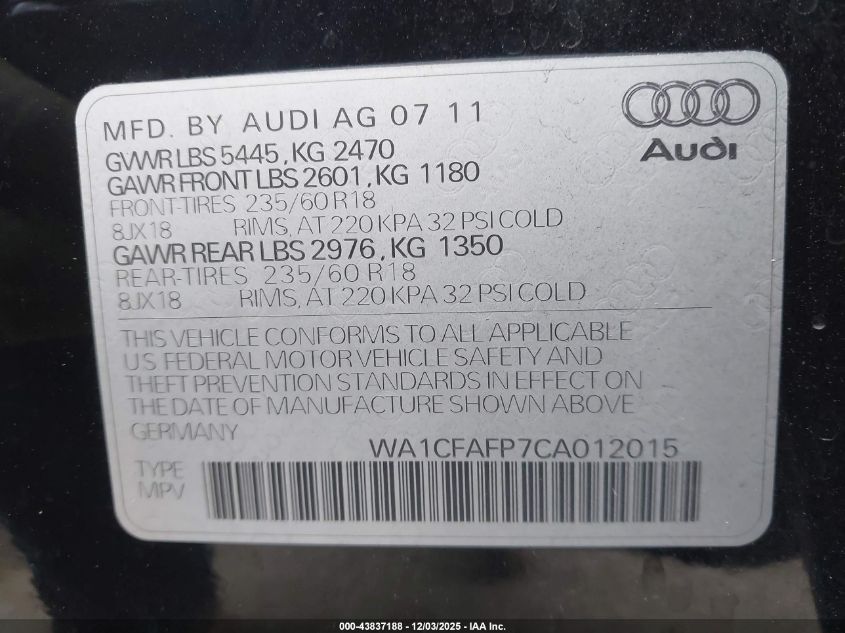 MFD. BY AUDI AG 07 11
Audi
GVWR LBS 5445, KG 2470
GAWR FRONT LBS 2601, KG 1180
FRONT-TIRES 235/60 R18
8JX18 RIMS, AT 220 KPA 32 PSI COLD
GAWR REAR LBS 2976, KG 1350
REAR-TIRES 235/60 R18
8JX18 RIMS, AT 220 KPA 32 PSI COLD
THIS VEHICLE CONFORMS TO ALL APPLICABLE
U S FEDERAL MOTOR VEHICLE SAFETY AND
THEFT PREVENTION STANDARDS IN EFFECT ON
THE DATE OF MANUFACTURE SHOWN ABOVE
GERMANY
WA1CFAFP7CA012015
TYPE
MPV
000-43837188 - 12/03/2025 - IAA Inc.